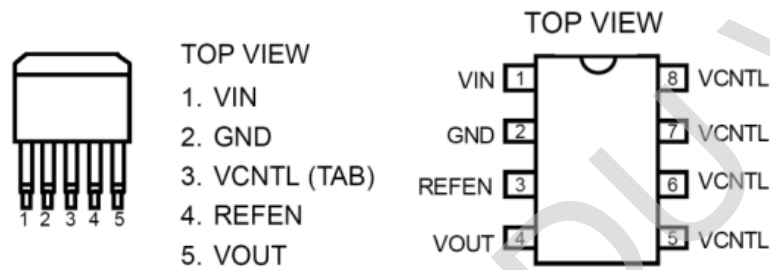 TOP VIEW
1. VIN
2. GND
3. VCNTL (TAB)
4. REFEN
5. VOUT
1 2 3 4 5
TOP VIEW
VIN 1 8 VCNTL
GND 2 7 VCNTL
REFEN 3 6 VCNTL
VOUT 4 5 VCNTL